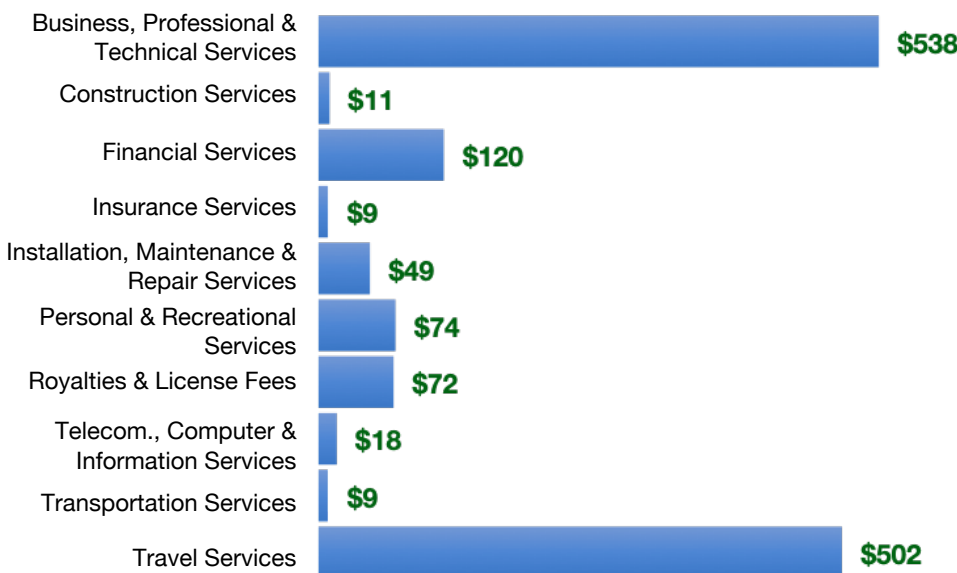 Business, Professional &
Technical Services
$538
Construction Services
$11
Financial Services
$120
Insurance Services
$9
Installation, Maintenance &
Repair Services
$49
Personal & Recreational
Services
$74
Royalties & License Fees
$72
Telecom., Computer &
Information Services
$18
Transportation Services
$9
Travel Services
$502